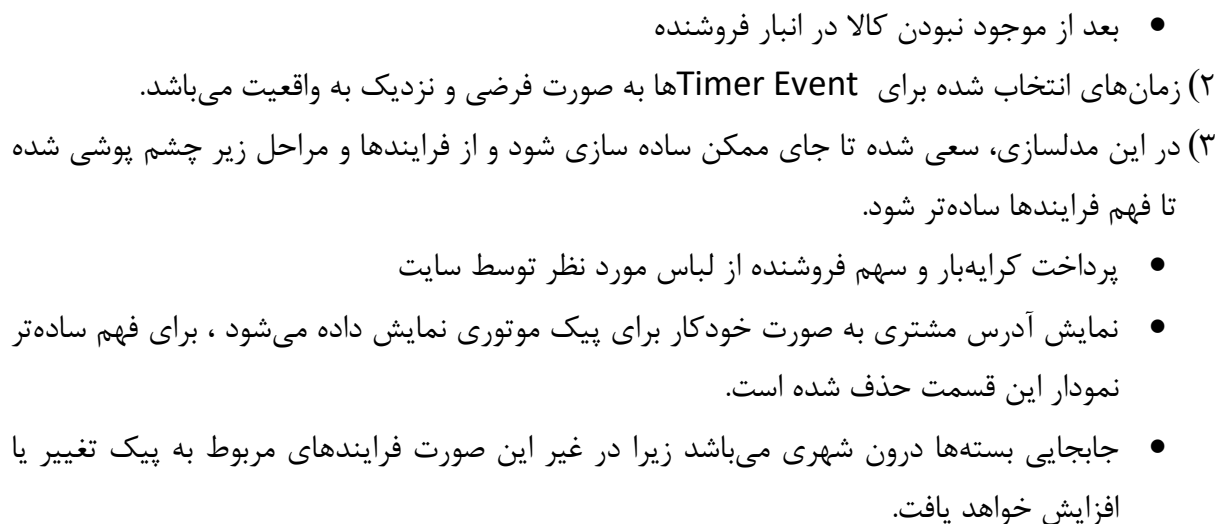 • بعد از موجود نبودن کالا در انبار فروشنده
۲) زمان‌های انتخاب شده برای Timer Eventها به صورت فرضی و نزدیک به واقعیت می‌باشد.
۳) در این مدلسازی، سعی شده تا جای ممکن ساده سازی شود و از فرایندها و مراحل زیر چشم پوشی شده
تا فهم فرایندها ساده‌تر شود.
• پرداخت کرایه‌بار و سهم فروشنده از لباس مورد نظر توسط سایت
• نمایش آدرس مشتری به صورت خودکار برای پیک موتوری نمایش داده می‌شود ، برای فهم ساده‌تر
نمودار این قسمت حذف شده است.
• جابجایی بسته‌ها درون شهری می‌باشد زیرا در غیر این صورت فرایندهای مربوط به پیک تغییر یا
افزایش خواهد یافت.